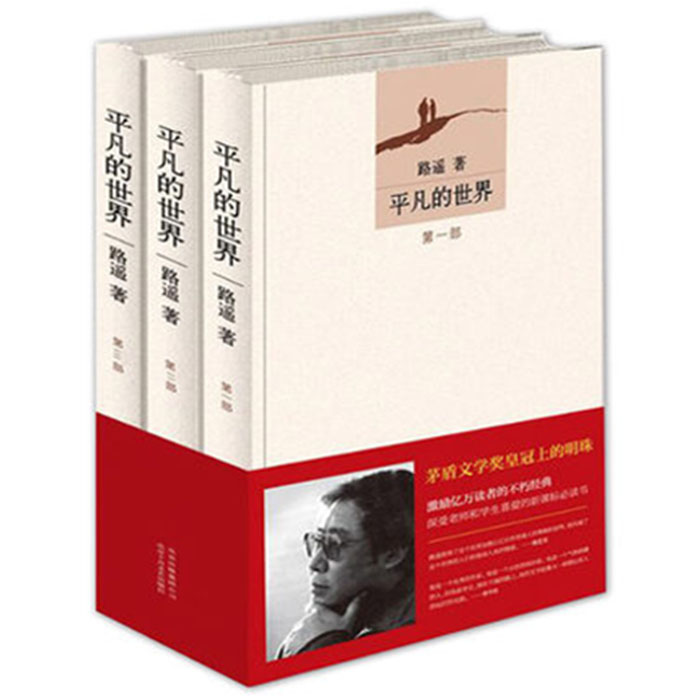 平凡的世界
路遥 著
第三部
平凡的世界
路遥 著
第二部
平凡的世界
路遥 著
第一部
路遥 著
平凡的世界
第一部
茅盾文学奖皇冠上的明珠
激励亿万读者的不朽经典
深受老师和学生喜爱的新课标必读书